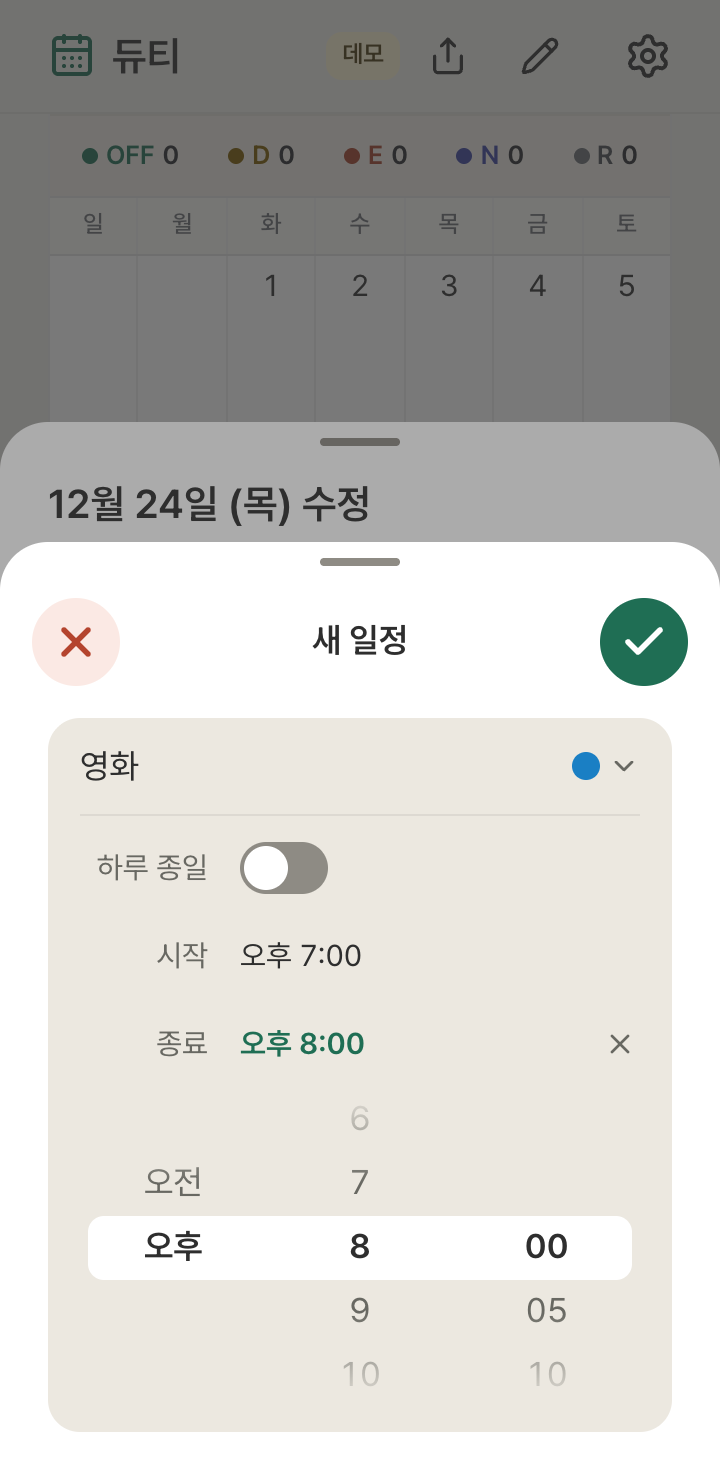 듀티 데모
OFF 0 D 0 E 0 N 0 R 0
일 월 화 수 목 금 토
1 2 3 4 5
12월 24일 (목) 수정
새 일정
영화
하루 종일
시작 오후 7:00
종료 오후 8:00
6
오전 7
오후 8 00
9 05
10 10